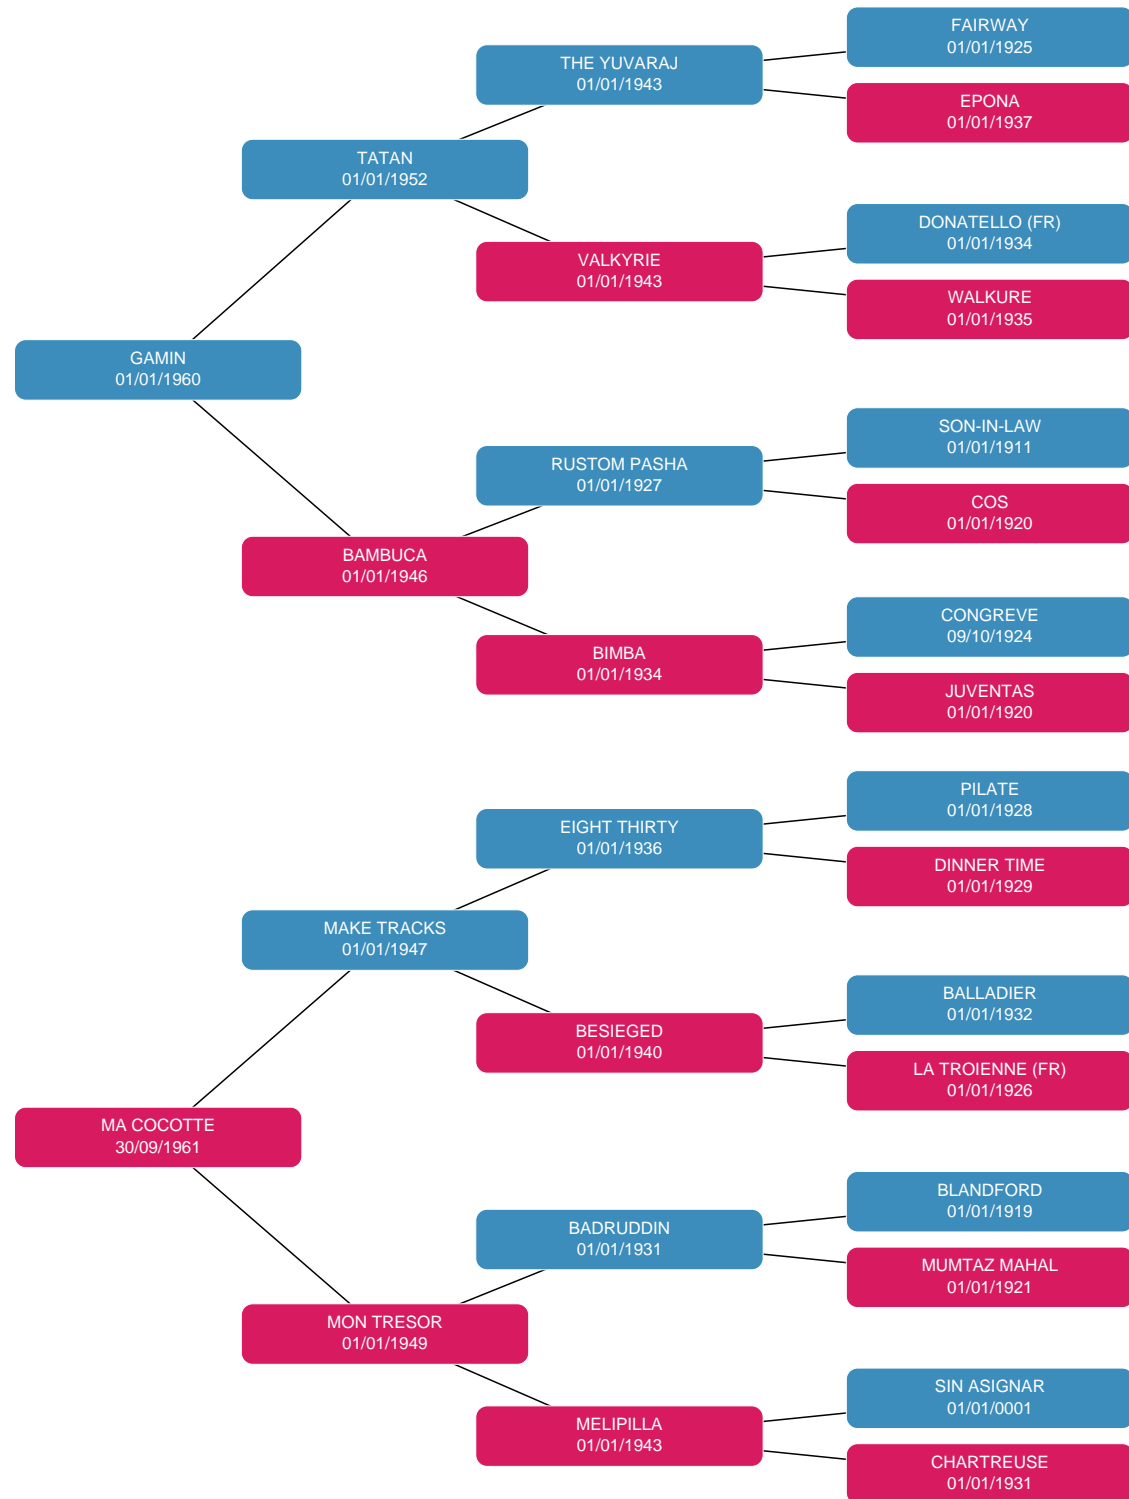 FAIRWAY
01/01/1925
THE YUVARAJ
01/01/1943
EPONA
01/01/1937
TATAN
01/01/1952
DONATELLO (FR)
01/01/1934
VALKYRIE
01/01/1943
WALKURE
01/01/1935
GAMIN
01/01/1960
SON-IN-LAW
01/01/1911
RUSTOM PASHA
01/01/1927
COS
01/01/1920
BAMBUCA
01/01/1946
CONGREVE
09/10/1924
BIMBA
01/01/1934
JUVENTAS
01/01/1920
PILATE
01/01/1928
EIGHT THIRTY
01/01/1936
DINNER TIME
01/01/1929
MAKE TRACKS
01/01/1947
BALLADIER
01/01/1932
BESIEGED
01/01/1940
LA TROIENNE (FR)
01/01/1926
MA COCOTTE
30/09/1961
BLANDFORD
01/01/1919
BADRUDDIN
01/01/1931
MUMTAZ MAHAL
01/01/1921
MON TRESOR
01/01/1949
SIN ASIGNAR
01/01/0001
MELIPILLA
01/01/1943
CHARTREUSE
01/01/1931